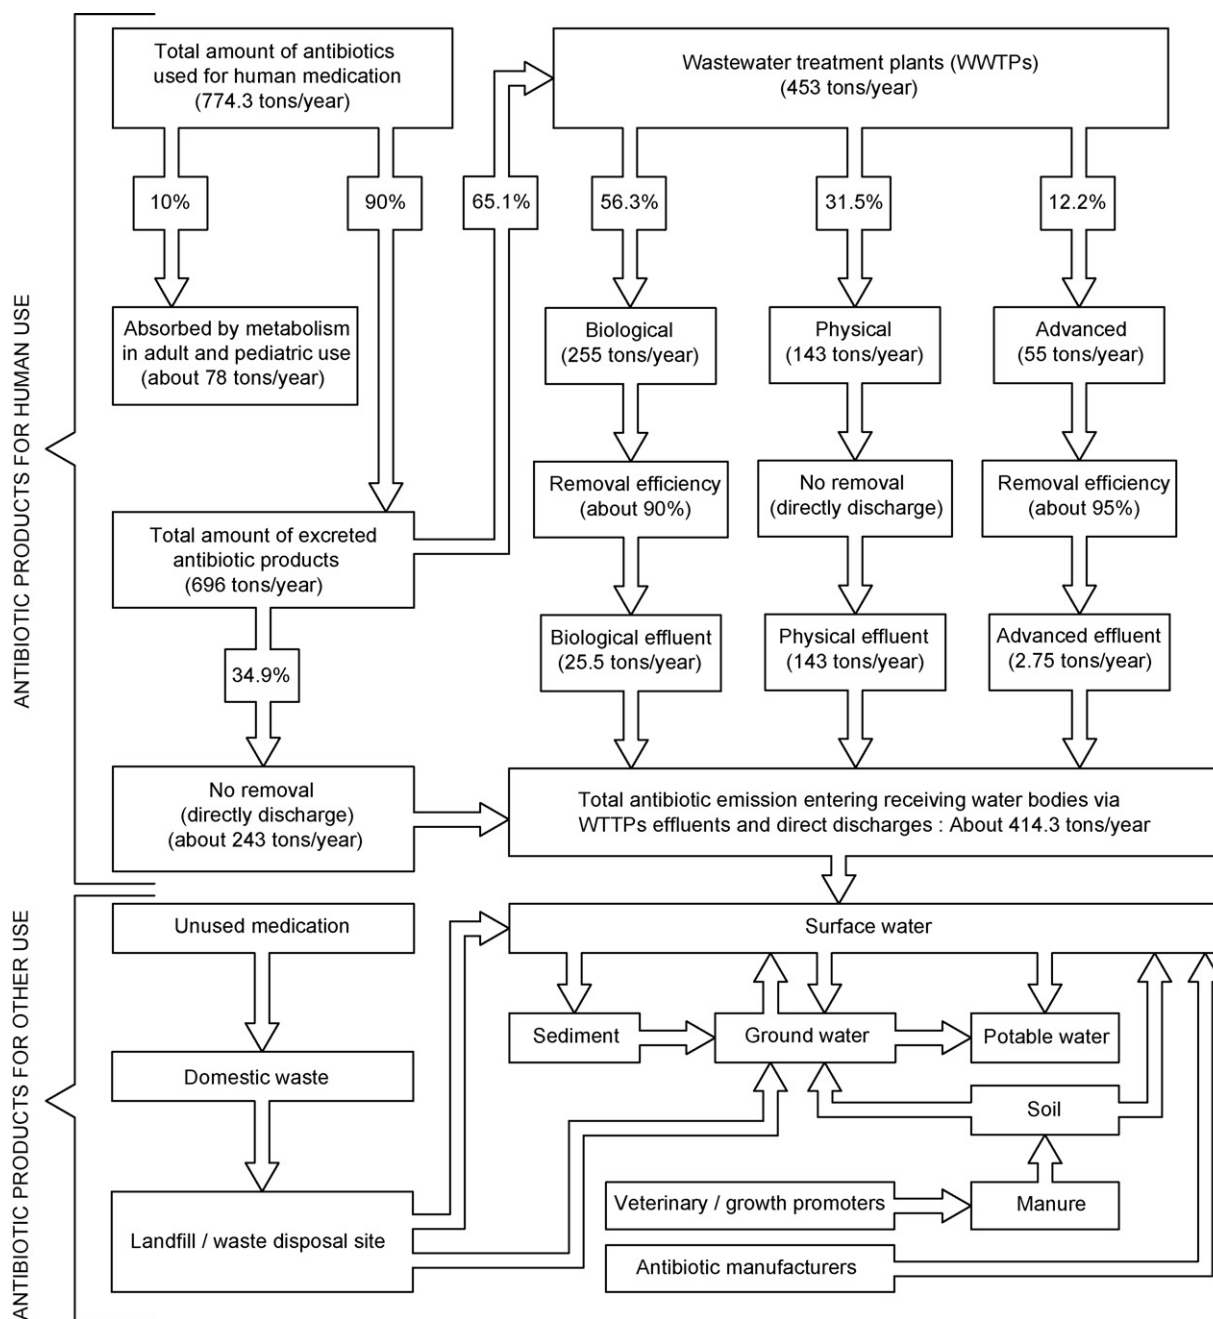 Total amount of antibiotics
used for human medication
(774.3 tons/year)
Wastewater treatment plants (WWTPs)
(453 tons/year)
10%
90%
65.1%
56.3%
31.5%
12.2%
Absorbed by metabolism
in adult and pediatric use
(about 78 tons/year)
Biological
(255 tons/year)
Physical
(143 tons/year)
Advanced
(55 tons/year)
Removal efficiency
(about 90%)
No removal
(directly discharge)
Removal efficiency
(about 95%)
Total amount of excreted
antibiotic products
(696 tons/year)
Biological effluent
(25.5 tons/year)
Physical effluent
(143 tons/year)
Advanced effluent
(2.75 tons/year)
34.9%
No removal
(directly discharge)
(about 243 tons/year)
Total antibiotic emission entering receiving water bodies via
WTTPs effluents and direct discharges : About 414.3 tons/year
ANTIBIOTIC PRODUCTS FOR HUMAN USE
Unused medication
Surface water
Sediment
Ground water
Potable water
Domestic waste
Soil
Veterinary / growth promoters
Manure
Landfill / waste disposal site
Antibiotic manufacturers
ANTIBIOTIC PRODUCTS FOR OTHER USE